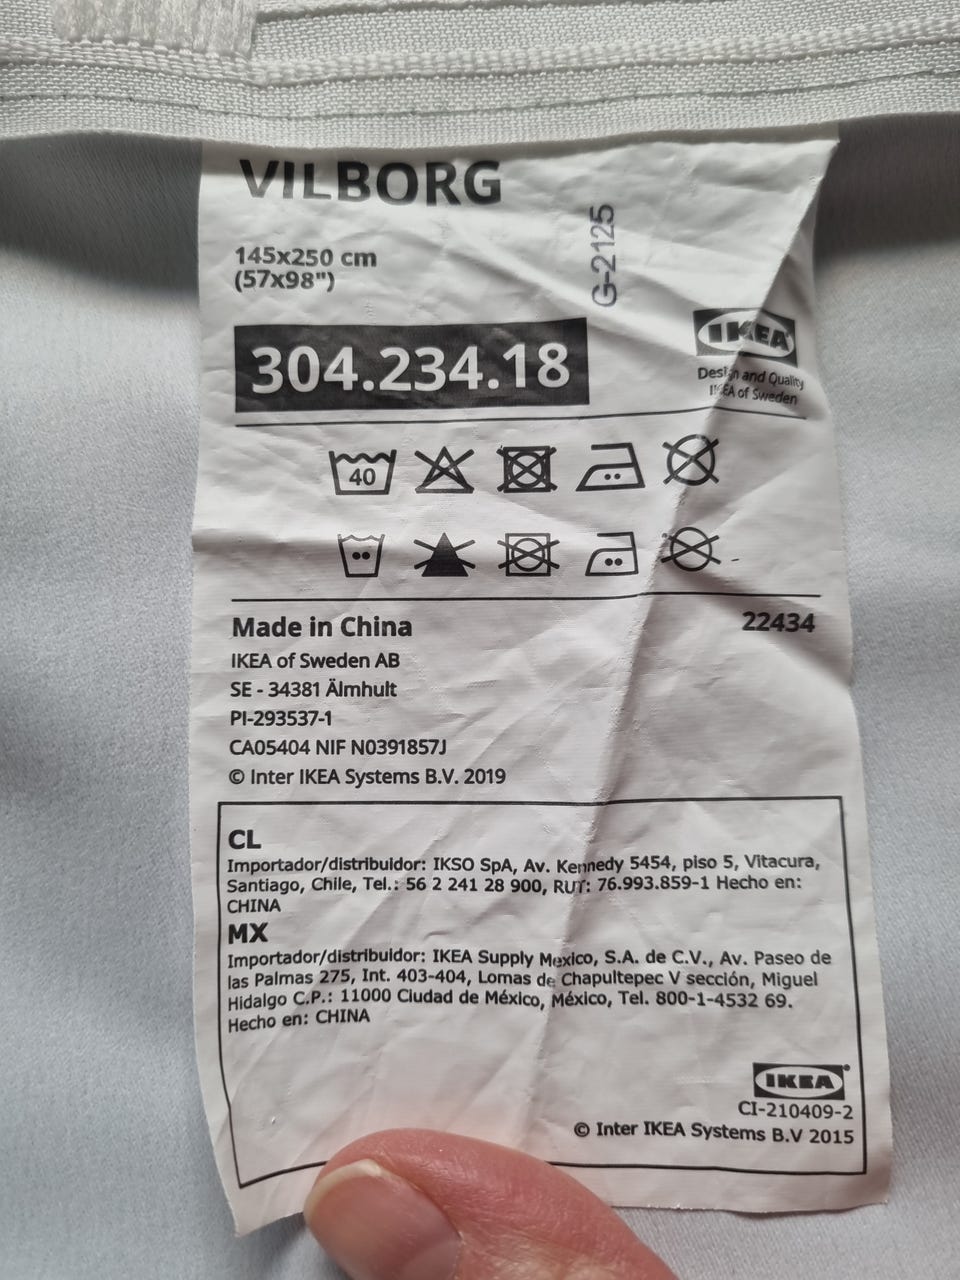 VILBORG
145x250 cm
(57x98")
G-2125
304.234.18
IKEA
Design and Quality
IKEA of Sweden
40
Made in China
22434
IKEA of Sweden AB
SE - 34381 Älmhult
PI-293537-1
CA05404 NIF N0391857J
© Inter IKEA Systems B.V. 2019
CL
Importador/distribuidor: IKSO SpA, Av. Kennedy 5454, piso 5, Vitacura,
Santiago, Chile, Tel.: 56 2 241 28 900, RUT: 76.993.859-1 Hecho en:
CHINA
MX
Importador/distribuidor: IKEA Supply Mexico, S.A. de C.V., Av. Paseo de
las Palmas 275, Int. 403-404, Lomas de Chapultepec V sección, Miguel
Hidalgo C.P.: 11000 Ciudad de México, México, Tel. 800-1-4532 69.
Hecho en: CHINA
IKEA
CI-210409-2
© Inter IKEA Systems B.V 2015